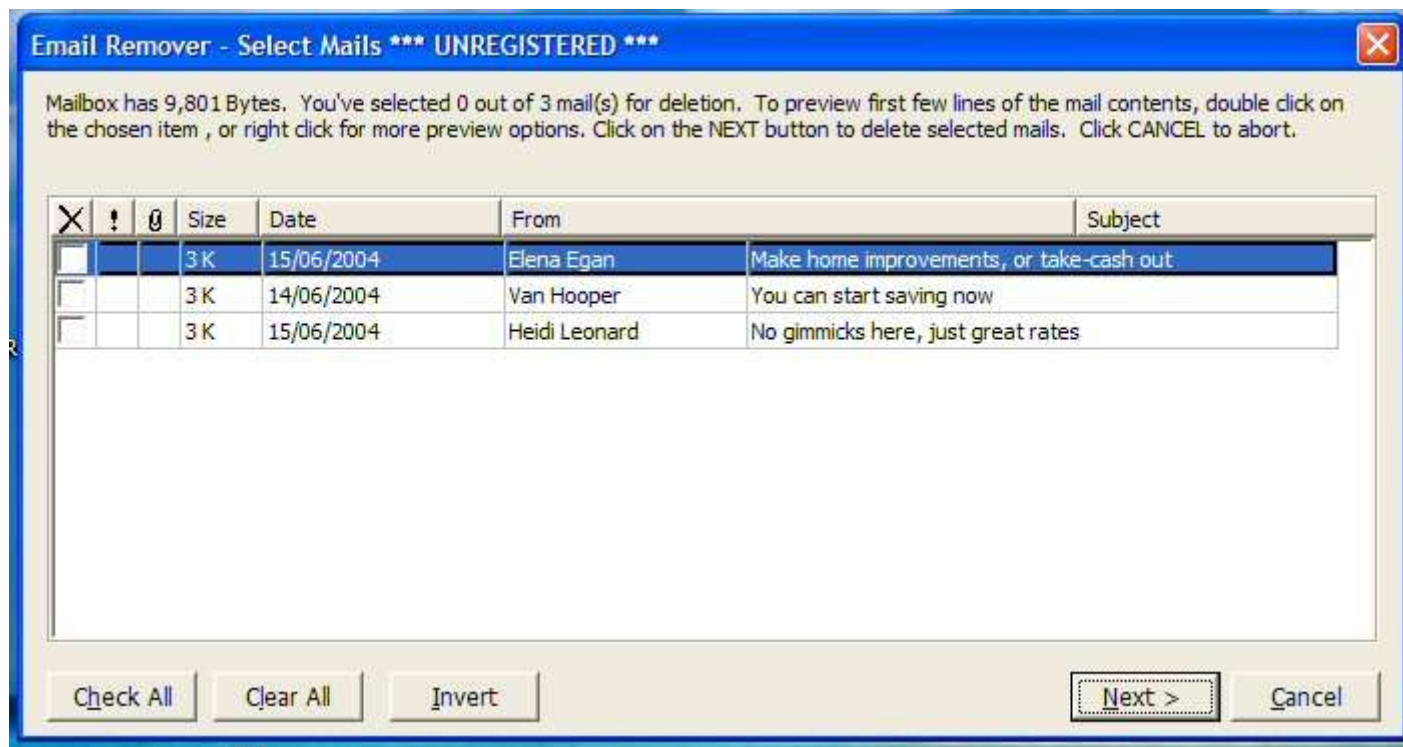 Email Remover - Select Mails *** UNREGISTERED ***
Mailbox has 9,801 Bytes. You've selected 0 out of 3 mail(s) for deletion. To preview first few lines of the mail contents, double click on
the chosen item , or right click for more preview options. Click on the NEXT button to delete selected mails. Click CANCEL to abort.
! Size Date From Subject
3 K 15/06/2004 Elena Egan Make home improvements, or take-cash out
3 K 14/06/2004 Van Hooper You can start saving now
3 K 15/06/2004 Heidi Leonard No gimmicks here, just great rates
R
Check All Clear All Invert Next > Cancel